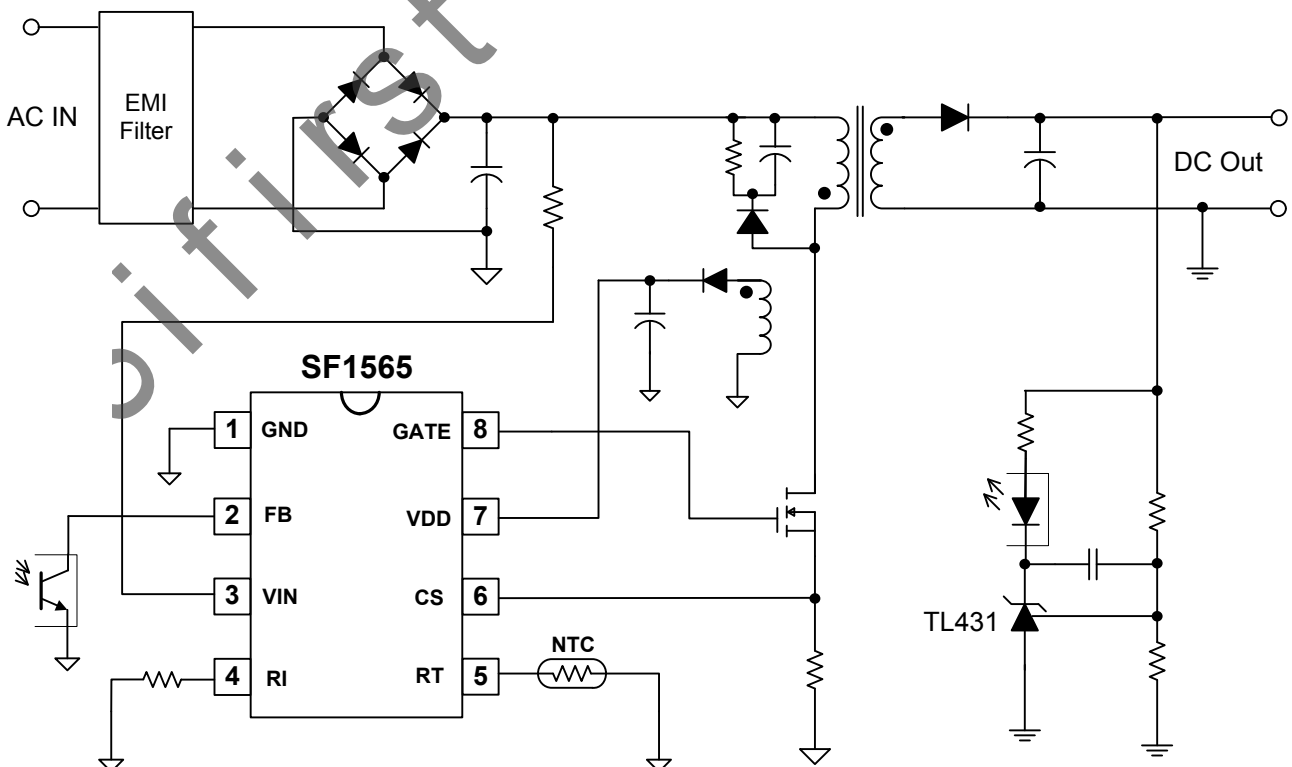 AC IN
EMI
Filter
DC Out
SF1565
1 GND
GATE 8
2 FB
VDD 7
3 VIN
CS 6
4 RI
RT 5
NTC
TL431
ifirst